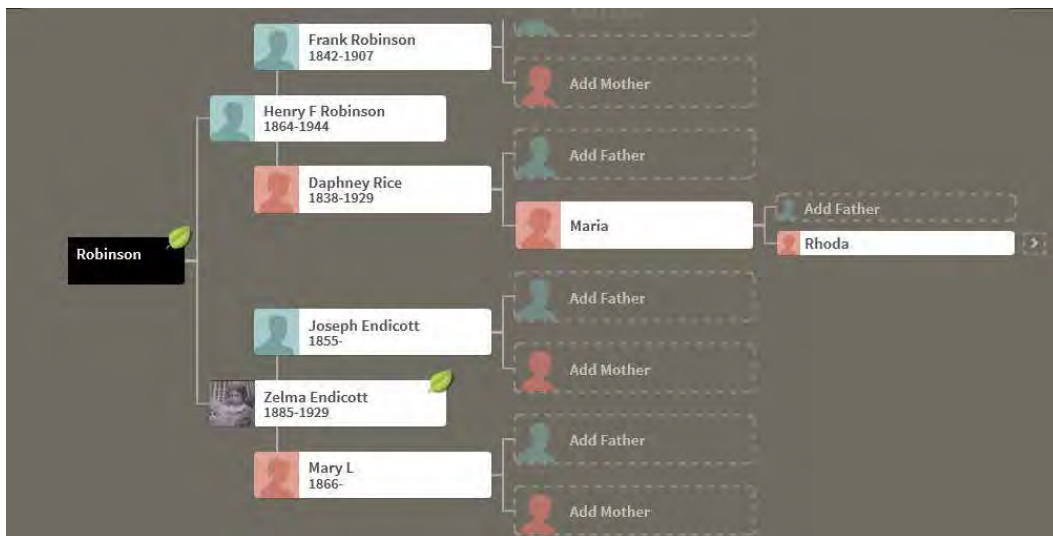 Frank Robinson
1842-1907
Add Mother
Henry F Robinson
1864-1944
Add Father
Daphney Rice
1838-1929
Maria
Add Father
Rhoda
Robinson
Add Father
Joseph Endicott
1855-
Add Mother
Zelma Endicott
1885-1929
Add Father
Mary L
1866-
Add Mother